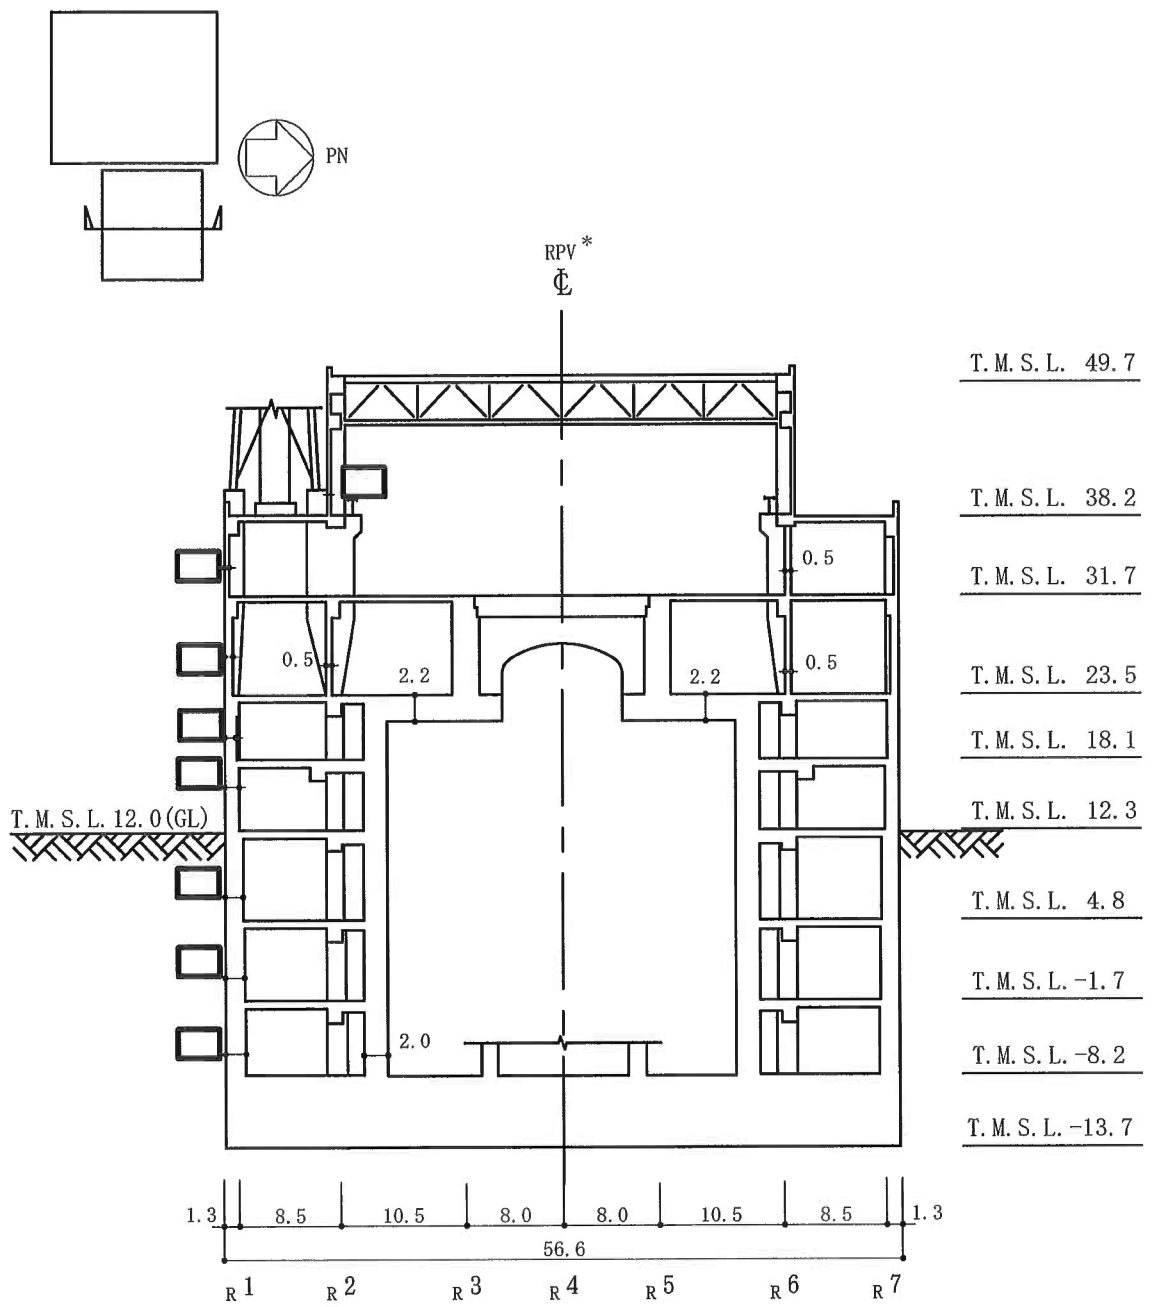 PN
RPV*
℄
T.M.S.L. 49.7
T.M.S.L. 38.2
0.5
T.M.S.L. 31.7
0.5
2.2
2.2
0.5
T.M.S.L. 23.5
T.M.S.L. 18.1
T.M.S.L.12.0(GL)
T.M.S.L. 12.3
T.M.S.L. 4.8
T.M.S.L.-1.7
2.0
T.M.S.L.-8.2
T.M.S.L.-13.7
1.3 8.5 10.5 8.0 8.0 10.5 8.5 1.3
56.6
R1 R2 R3 R4 R5 R6 R7